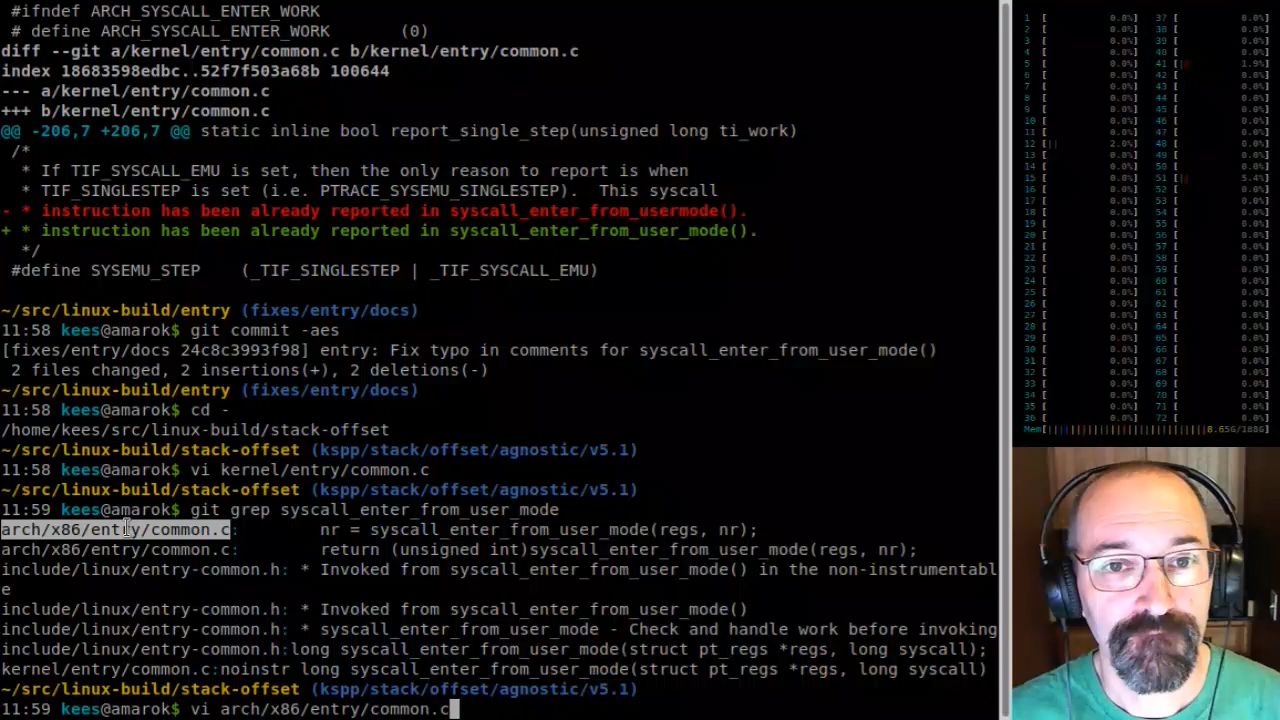 #ifndef ARCH_SYSCALL_ENTER_WORK
# define ARCH_SYSCALL_ENTER_WORK (0)
diff --git a/kernel/entry/common.c b/kernel/entry/common.c
index 18683598edbc..52f7f503a68b 100644
--- a/kernel/entry/common.c
+++ b/kernel/entry/common.c
@@ -206,7 +206,7 @@ static inline bool report_single_step(unsigned long ti_work)
/*
* If TIF_SYSCALL_EMU is set, then the only reason to report is when
* TIF_SINGLESTEP is set (i.e. PTRACE_SYSEMU_SINGLESTEP). This syscall
- * instruction has been already reported in syscall_enter_from_usermode().
+ * instruction has been already reported in syscall_enter_from_user_mode().
*/
#define SYSEMU_STEP (_TIF_SINGLESTEP | _TIF_SYSCALL_EMU)
~/src/linux-build/entry (fixes/entry/docs)
11:58 kees@amarok$ git commit -aes
[fixes/entry/docs 24c8c3993f98] entry: Fix typo in comments for syscall_enter_from_user_mode()
2 files changed, 2 insertions(+), 2 deletions(-)
~/src/linux-build/entry (fixes/entry/docs)
11:58 kees@amarok$ cd -
/home/kees/src/linux-build/stack-offset
~/src/linux-build/stack-offset (kspp/stack/offset/agnostic/v5.1)
11:58 kees@amarok$ vi kernel/entry/common.c
~/src/linux-build/stack-offset (kspp/stack/offset/agnostic/v5.1)
11:59 kees@amarok$ git grep syscall_enter_from_user_mode
arch/x86/entry/common.c: nr = syscall_enter_from_user_mode(regs, nr);
arch/x86/entry/common.c: return (unsigned int)syscall_enter_from_user_mode(regs, nr);
include/linux/entry-common.h: * Invoked from syscall_enter_from_user_mode() in the non-instrumentabl
e
include/linux/entry-common.h: * Invoked from syscall_enter_from_user_mode()
include/linux/entry-common.h: * syscall_enter_from_user_mode - Check and handle work before invoking
include/linux/entry-common.h:long syscall_enter_from_user_mode(struct pt_regs *regs, long syscall);
kernel/entry/common.c:noinstr long syscall_enter_from_user_mode(struct pt_regs *regs, long syscall)
~/src/linux-build/stack-offset (kspp/stack/offset/agnostic/v5.1)
11:59 kees@amarok$ vi arch/x86/entry/common.c